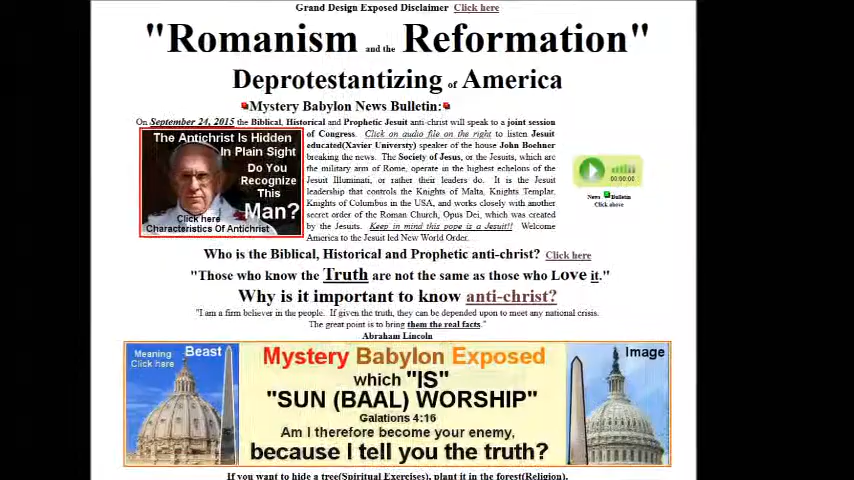 Grand Design Exposed Disclaimer Click here
"Romanism and the Reformation"
Deprotestantizing of America
Mystery Babylon News Bulletin:
On September 24, 2015 the Biblical, Historical and Prophetic Jesuit anti-christ will speak to a joint session
of Congress. Click on audio file on the right to listen Jesuit
educated(Xavier Universty) speaker of the house John Boehner
breaking the news. The Society of Jesus, or the Jesuits, which are
the military arm of Rome, operate in the highest echelons of the
Jesuit Illuminati, or rather their leaders do. It is the Jesuit
leadership that controls the Knights of Malta, Knights Templar,
Knights of Columbus in the USA, and works closely with another
secret order of the Roman Church, Opus Dei, which was created
by the Jesuits. Keep in mind this pope is a Jesuit!! Welcome
America to the Jesuit led New World Order.
The Antichrist Is Hidden
In Plain Sight
Do You
Recognize
This
Man?
Click here
Characteristics Of Antichrist
00:00:00
News Bulletin
Click above
Who is the Biblical, Historical and Prophetic anti-christ? Click here
"Those who know the Truth are not the same as those who Love it."
Why is it important to know anti-christ?
"I am a firm believer in the people. If given the truth, they can be depended upon to meet any national crisis.
The great point is to bring them the real facts."
Abraham Lincoln
Meaning
Click here
Beast
Mystery Babylon Exposed
which "IS"
"SUN (BAAL) WORSHIP"
Galations 4:16
Am I therefore become your enemy,
because I tell you the truth?
Image
If you want to hide a tree(Spiritual Exercises), plant it in the forest(Religion).